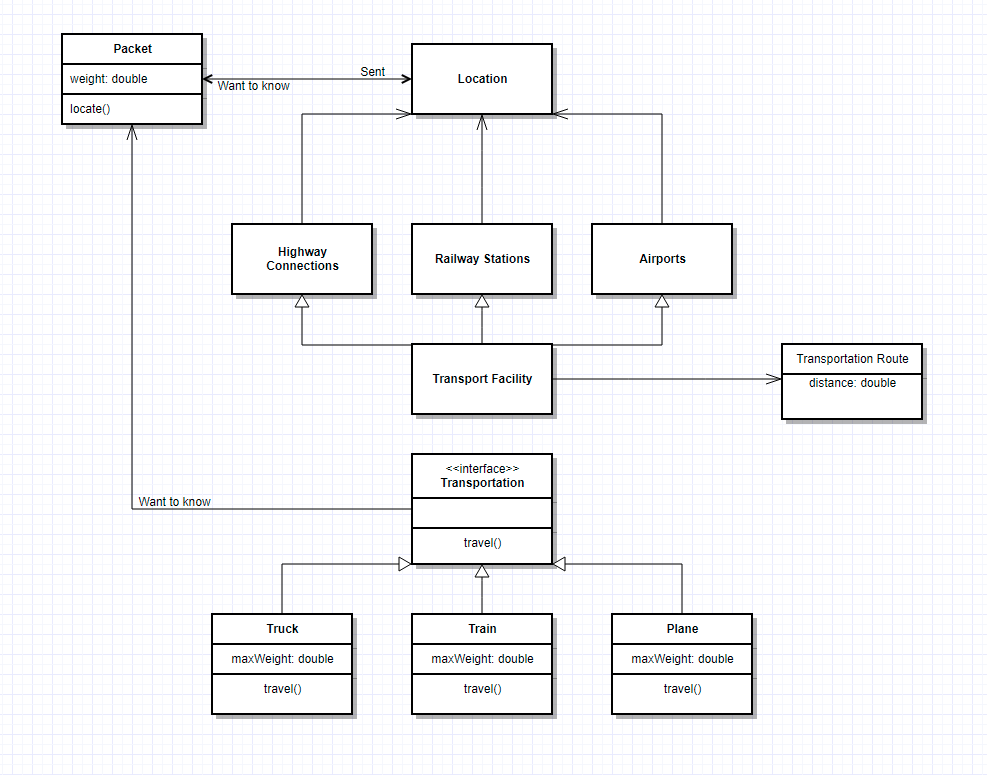 Packet
weight: double
locate()
Sent
Want to know
Location
Highway
Connections
Railway Stations
Airports
Transport Facility
Transportation Route
distance: double
<<interface>>
Transportation
travel()
Want to know
Truck
maxWeight: double
travel()
Train
maxWeight: double
travel()
Plane
maxWeight: double
travel()